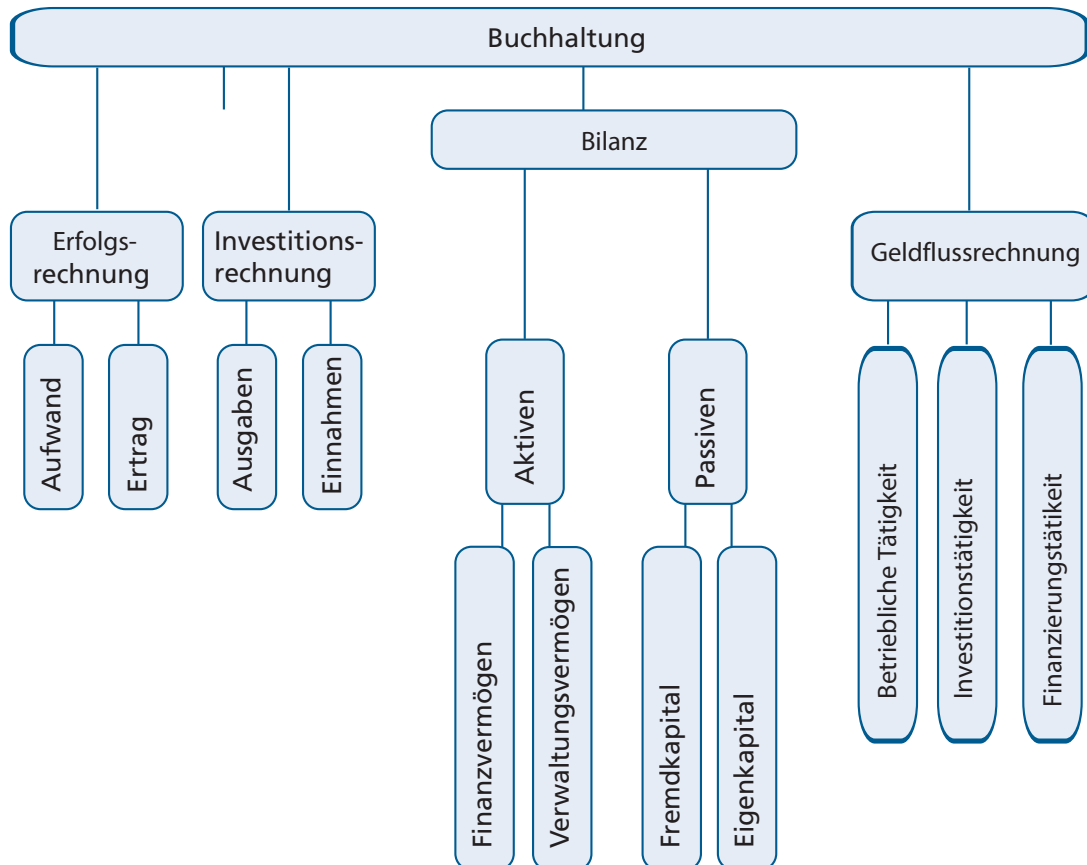 Buchhaltung
Bilanz
Erfolgs-
rechnung
Investitions-
rechnung
Geldflussrechnung
Aufwand
Ertrag
Ausgaben
Einnahmen
Aktiven
Passiven
Finanzvermögen
Verwaltungsvermögen
Fremdkapital
Eigenkapital
Betriebliche Tätigkeit
Investitionstätigkeit
Finanzierungstätikeit